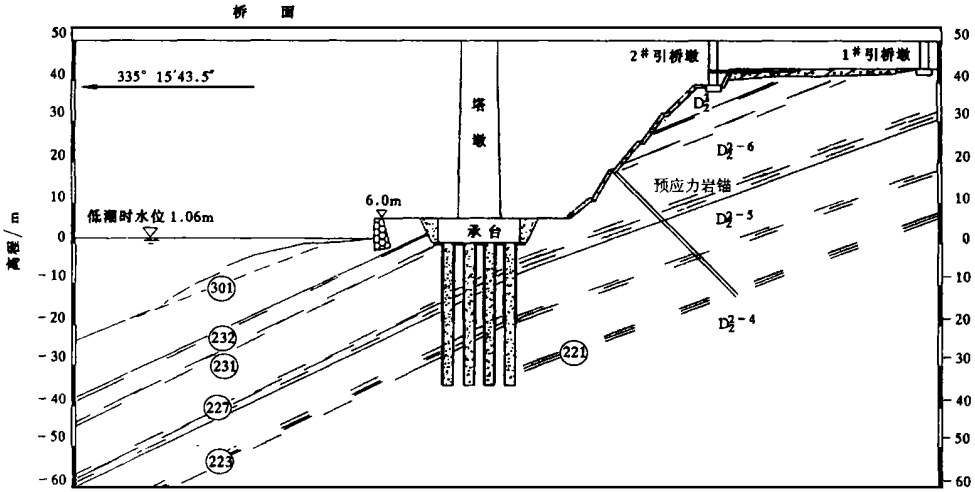 桥 面
50
40
30
20
10
0
-10
-20
-30
-40
-50
-60
高程/m
335° 15′43.5″
塔墩
2#引桥墩
1#引桥墩
D₂³
D₂²⁻⁶
预应力岩锚
D₂²⁻⁵
D₂²⁻⁴
6.0m
低潮时水位 1.06m
承台
301
232
231
227
223
221
50
40
30
20
10
0
10
20
30
40
50
-60